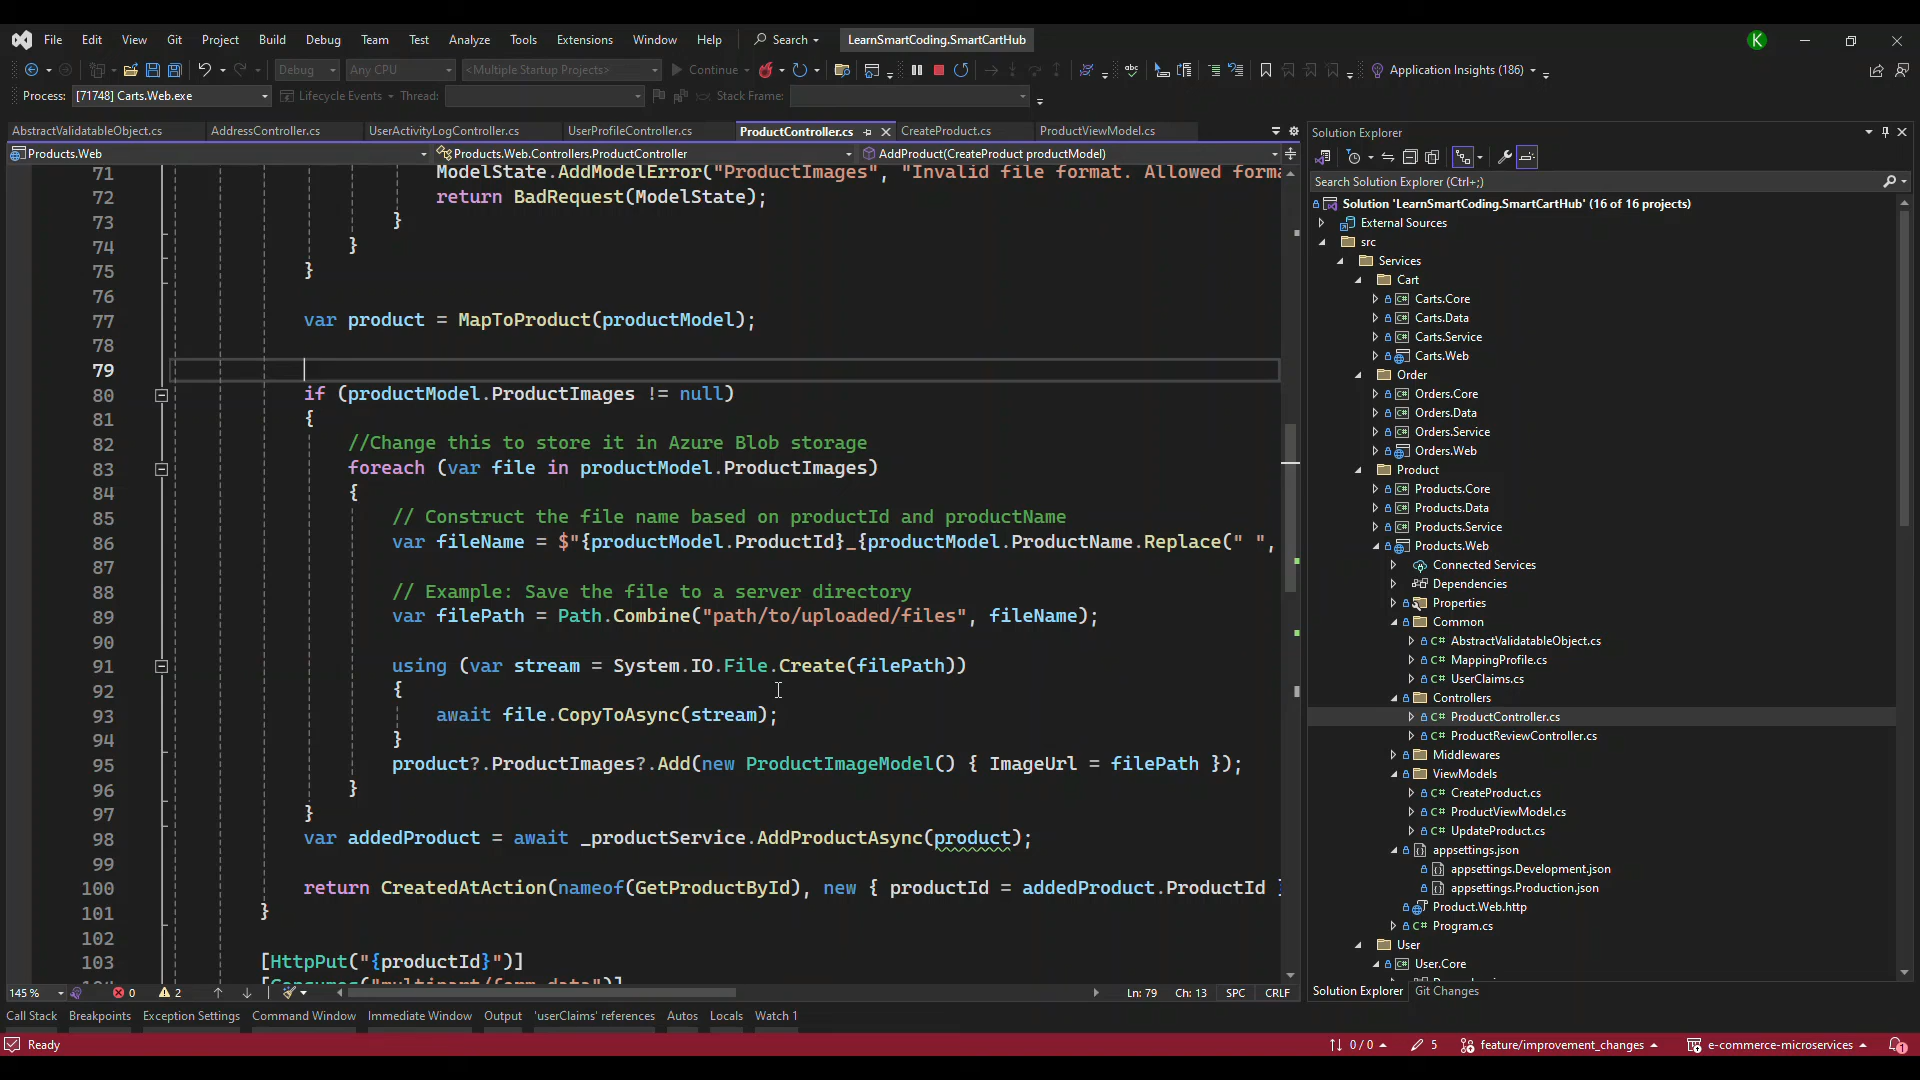 File Edit View Git Project Build Debug Team Test Analyze Tools Extensions Window Help Search LearnSmartCoding.SmartCartHub K
Debug Any CPU <Multiple Startup Projects> Continue Application Insights (186)
Process: [71748] Carts.Web.exe Lifecycle Events Thread: Stack Frame:
AbstractValidatableObject.cs AddressController.cs UserActivityLogController.cs UserProfileController.cs ProductController.cs CreateProduct.cs ProductViewModel.cs
Products.Web Products.Web.Controllers.ProductController AddProduct(CreateProduct productModel)
71 ModelState.AddModelError("ProductImages", "Invalid file format. Allowed forma
72 return BadRequest(ModelState);
73 }
74 }
75 }
76
77 var product = MapToProduct(productModel);
78
79
80 if (productModel.ProductImages != null)
81 {
82 //Change this to store it in Azure Blob storage
83 foreach (var file in productModel.ProductImages)
84 {
85 // Construct the file name based on productId and productName
86 var fileName = $"{productModel.ProductId}_{productModel.ProductName.Replace(" ",
87
88 // Example: Save the file to a server directory
89 var filePath = Path.Combine("path/to/uploaded/files", fileName);
90
91 using (var stream = System.IO.File.Create(filePath))
92 {
93 await file.CopyToAsync(stream);
94 }
95 product?.ProductImages?.Add(new ProductImageModel() { ImageUrl = filePath });
96 }
97 }
98 var addedProduct = await _productService.AddProductAsync(product);
99
100 return CreatedAtAction(nameof(GetProductById), new { productId = addedProduct.ProductId }
101 }
102
103 [HttpPut("{productId}")]
[Consumes("multipart/form-data")]
145 % 0 2 Ln: 79 Ch: 13 SPC CRLF
Call Stack Breakpoints Exception Settings Command Window Immediate Window Output 'userClaims' references Autos Locals Watch 1
Solution Explorer
Search Solution Explorer (Ctrl+;)
Solution 'LearnSmartCoding.SmartCartHub' (16 of 16 projects)
External Sources
src
Services
Cart
Carts.Core
Carts.Data
Carts.Service
Carts.Web
Order
Orders.Core
Orders.Data
Orders.Service
Orders.Web
Product
Products.Core
Products.Data
Products.Service
Products.Web
Connected Services
Dependencies
Properties
Common
C# AbstractValidatableObject.cs
C# MappingProfile.cs
C# UserClaims.cs
Controllers
C# ProductController.cs
C# ProductReviewController.cs
Middlewares
ViewModels
C# CreateProduct.cs
C# ProductViewModel.cs
C# UpdateProduct.cs
appsettings.json
appsettings.Development.json
appsettings.Production.json
Product.Web.http
C# Program.cs
User
User.Core
Solution Explorer Git Changes
Ready 0 / 0 5 feature/improvement_changes e-commerce-microservices 1